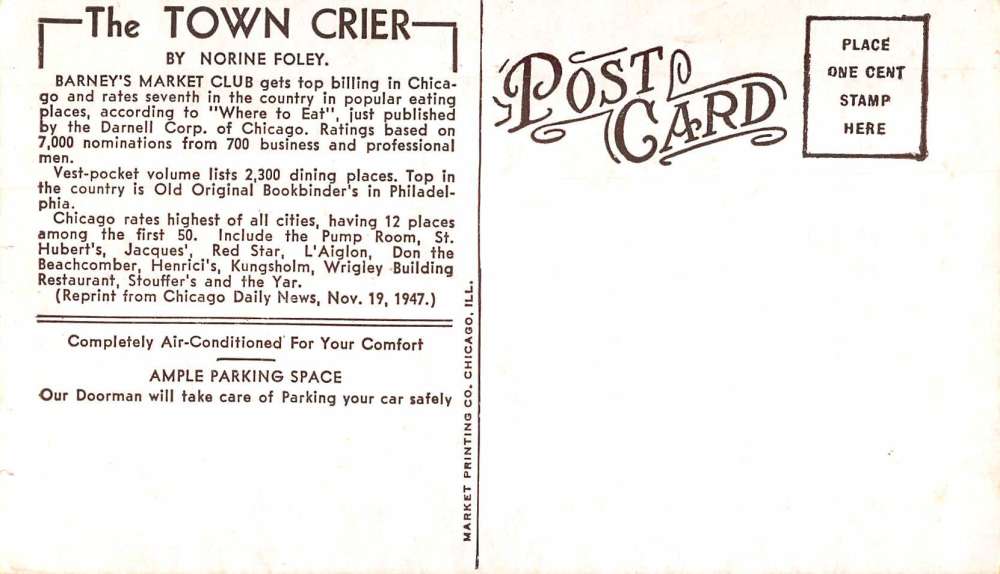 The TOWN CRIER
BY NORINE FOLEY.
BARNEY'S MARKET CLUB gets top billing in Chica-
go and rates seventh in the country in popular eating
places, according to "Where to Eat", just published
by the Darnell Corp. of Chicago. Ratings based on
7,000 nominations from 700 business and professional
men.
Vest-pocket volume lists 2,300 dining places. Top in
the country is Old Original Bookbinder's in Philadel-
phia.
Chicago rates highest of all cities, having 12 places
among the first 50. Include the Pump Room, St.
Hubert's, Jacques', Red Star, L'Aiglon, Don the
Beachcomber, Henrici's, Kungsholm, Wrigley Building
Restaurant, Stouffer's and the Yar.
(Reprint from Chicago Daily News, Nov. 19, 1947.)
Completely Air-Conditioned For Your Comfort
AMPLE PARKING SPACE
Our Doorman will take care of Parking your car safely
MARKET PRINTING CO. CHICAGO, ILL.
POST
CARD
PLACE
ONE CENT
STAMP
HERE